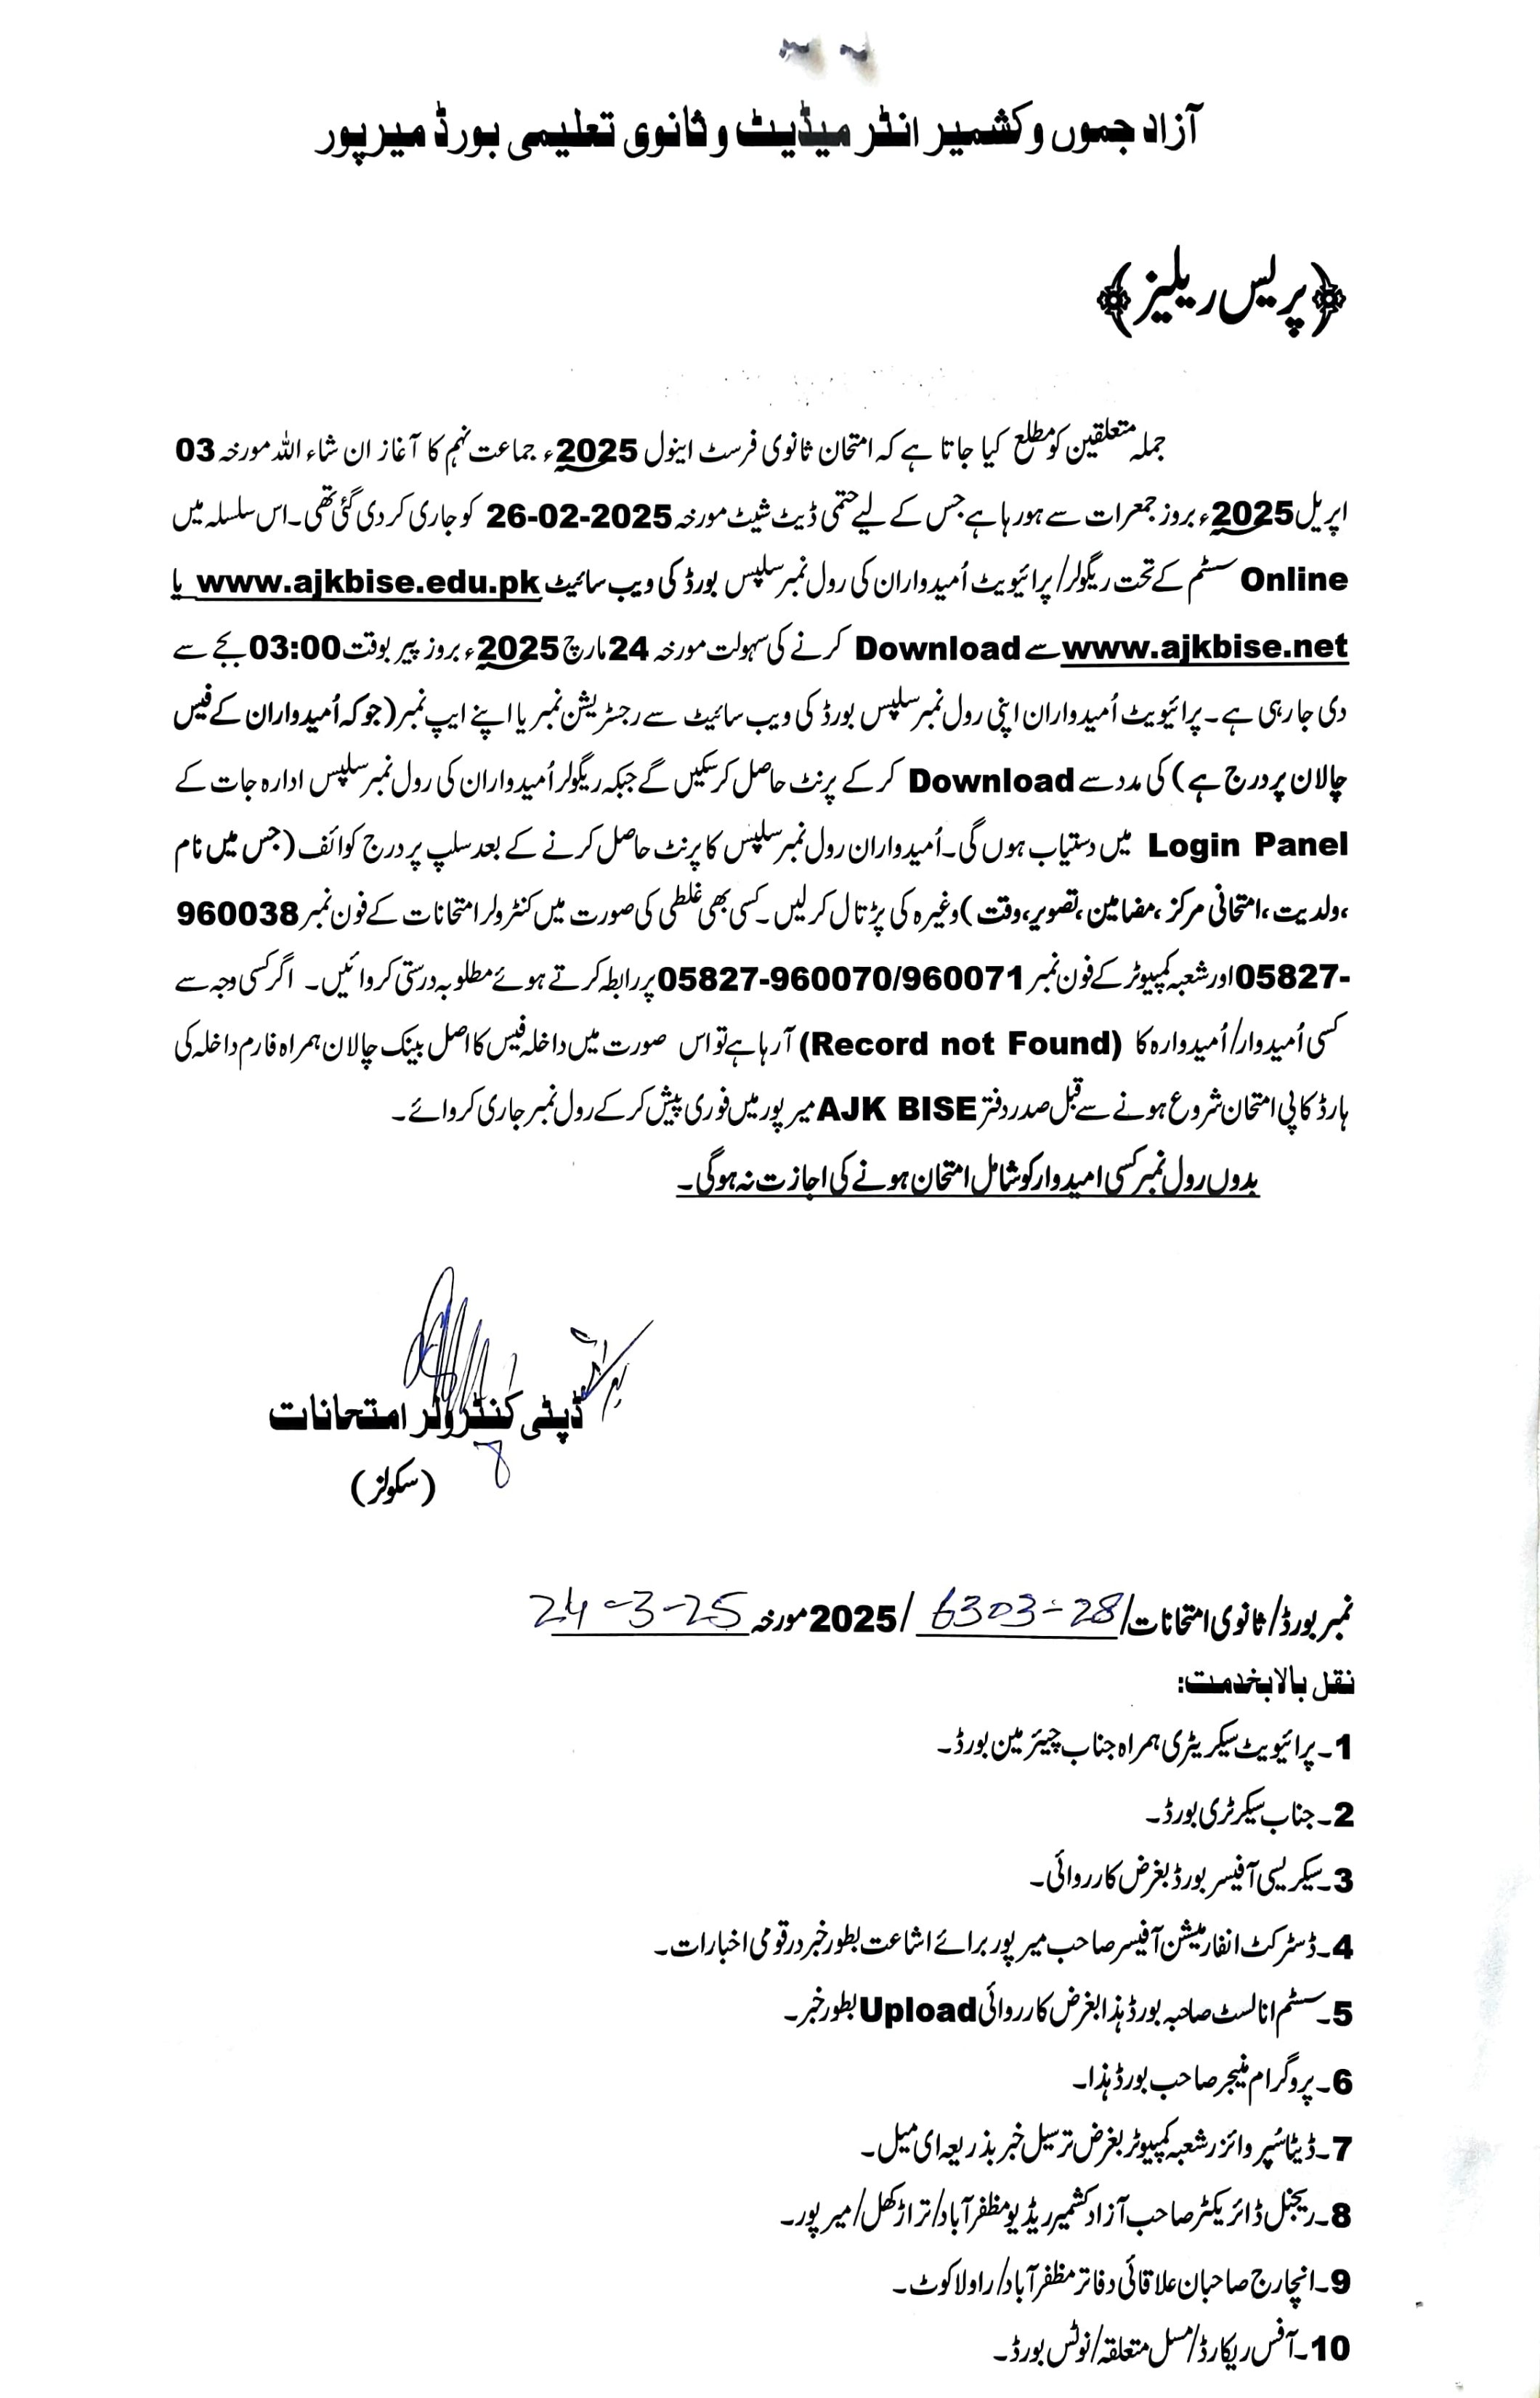 آزاد جموں و کشمیر انٹر میڈیٹ و ثانوی تعلیمی بورڈ میرپور
﴿پریس ریلیز﴾
جملہ متعلقین کو مطلع کیا جاتا ہے کہ امتحان ثانوی فرسٹ اینول 2025ء جماعت نہم کا آغاز ان شاء اللہ مورخہ 03
اپریل 2025ء بروز جمعرات سے ہو رہا ہے جس کے لیے حتمی ڈیٹ شیٹ مورخہ 26-02-2025 کو جاری کر دی گئی تھی۔ اس سلسلہ میں
Online سسٹم کے تحت ریگولر/پرائیویٹ اُمیدواران کی رول نمبر سلپس بورڈ کی ویب سائیٹ www.ajkbise.edu.pk یا
www.ajkbise.net سے Download کرنے کی سہولت مورخہ 24 مارچ 2025ء بروز پیر بوقت 03:00 بجے سے
دی جا رہی ہے۔ پرائیویٹ اُمیدواران اپنی رول نمبر سلپس بورڈ کی ویب سائیٹ سے رجسٹریشن نمبر یا اپنے ایپ نمبر (جو کہ اُمیدواران کے فیس
چالان پر درج ہے) کی مدد سے Download کر کے پرنٹ حاصل کر سکیں گے جبکہ ریگولر اُمیدواران کی رول نمبر سلپس ادارہ جات کے
Login Panel میں دستیاب ہوں گی۔ اُمیدواران رول نمبر سلپس کا پرنٹ حاصل کرنے کے بعد سلپ پر درج کوائف (جس میں نام
،ولدیت ،امتحانی مرکز ،مضامین ،تصویر،وقت) وغیرہ کی پڑتال کر لیں۔ کسی بھی غلطی کی صورت میں کنٹرولر امتحانات کے فون نمبر 960038
-05827 اور شعبہ کمپیوٹر کے فون نمبر 05827-960070/960071 پر رابطہ کرتے ہوئے مطلوبہ درستی کروائیں۔ اگر کسی وجہ سے
کسی اُمیدوار/اُمیدوارہ کا (Record not Found) آ رہا ہے تو اس صورت میں داخلہ فیس کا اصل بینک چالان ہمراہ فارم داخلہ کی
ہارڈ کاپی امتحان شروع ہونے سے قبل صدر دفتر AJK BISE میرپور میں فوری پیش کر کے رول نمبر جاری کروائے۔
بدوں رول نمبر کسی امیدوار کو شامل امتحان ہونے کی اجازت نہ ہو گی۔
ڈپٹی کنٹرولر امتحانات
(سکولز)
نمبر بورڈ/ثانوی امتحانات/6303-28/2025 مورخہ 24-3-25
نقل بالا بخدمت:
1۔ پرائیویٹ سیکریٹری ہمراہ جناب چیئرمین بورڈ۔
2۔ جناب سیکرٹری بورڈ۔
3۔ سیکریسی آفیسر بورڈ بغرض کارروائی۔
4۔ ڈسٹرکٹ انفارمیشن آفیسر صاحب میرپور برائے اشاعت بطور خبر در قومی اخبارات۔
5۔ سسٹم انالسٹ صاحبہ بورڈ ہذا بغرض کارروائی Upload بطور خبر۔
6۔ پروگرام منیجر صاحب بورڈ ہذا۔
7۔ ڈیٹا سپروائزر شعبہ کمپیوٹر بغرض ترسیل خبر بذریعہ ای میل۔
8۔ ریجنل ڈائریکٹر صاحب آزاد کشمیر ریڈیو مظفرآباد/تراڑکھل/میرپور۔
9۔ انچارج صاحبان علاقائی دفاتر مظفرآباد/راولاکوٹ۔
10۔ آفس ریکارڈ/مسل متعلقہ/نوٹس بورڈ۔